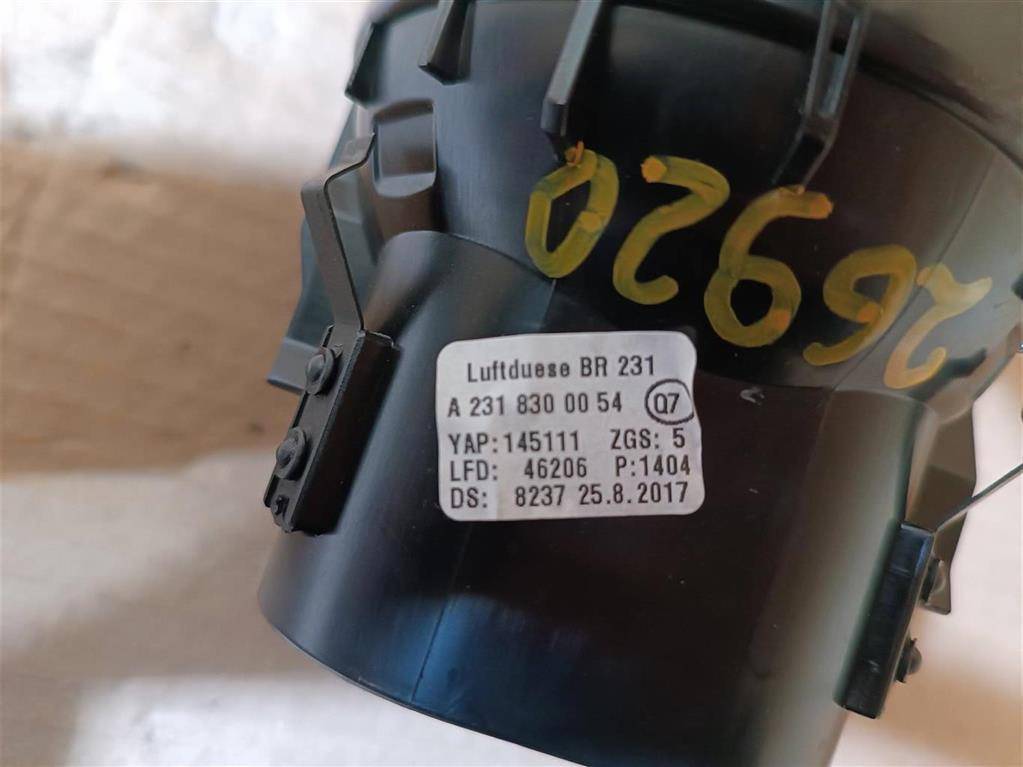 Luftduese BR 231
A 231 830 00 54 Q7
YAP:145111 ZGS: 5
LFD: 46206 P:1404
DS: 8237 25.8.2017